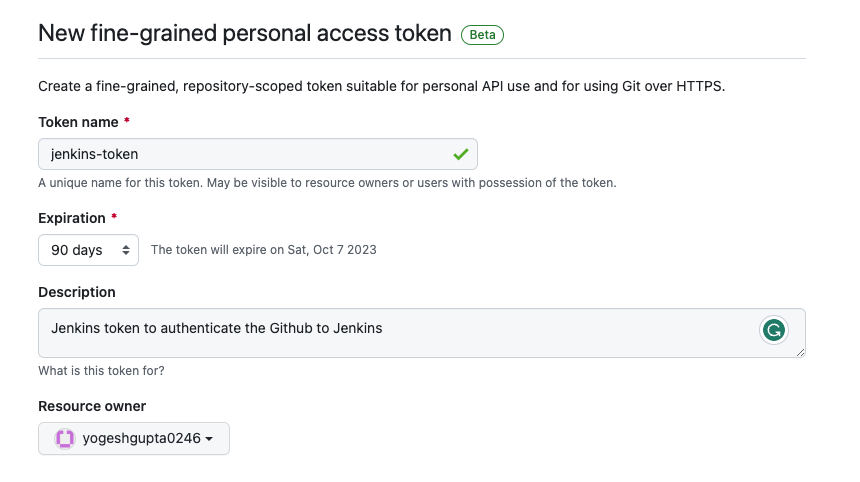 New fine-grained personal access token Beta
Create a fine-grained, repository-scoped token suitable for personal API use and for using Git over HTTPS.
Token name *
jenkins-token
A unique name for this token. May be visible to resource owners or users with possession of the token.
Expiration *
90 days The token will expire on Sat, Oct 7 2023
Description
Jenkins token to authenticate the Github to Jenkins
What is this token for?
Resource owner
yogeshgupta0246